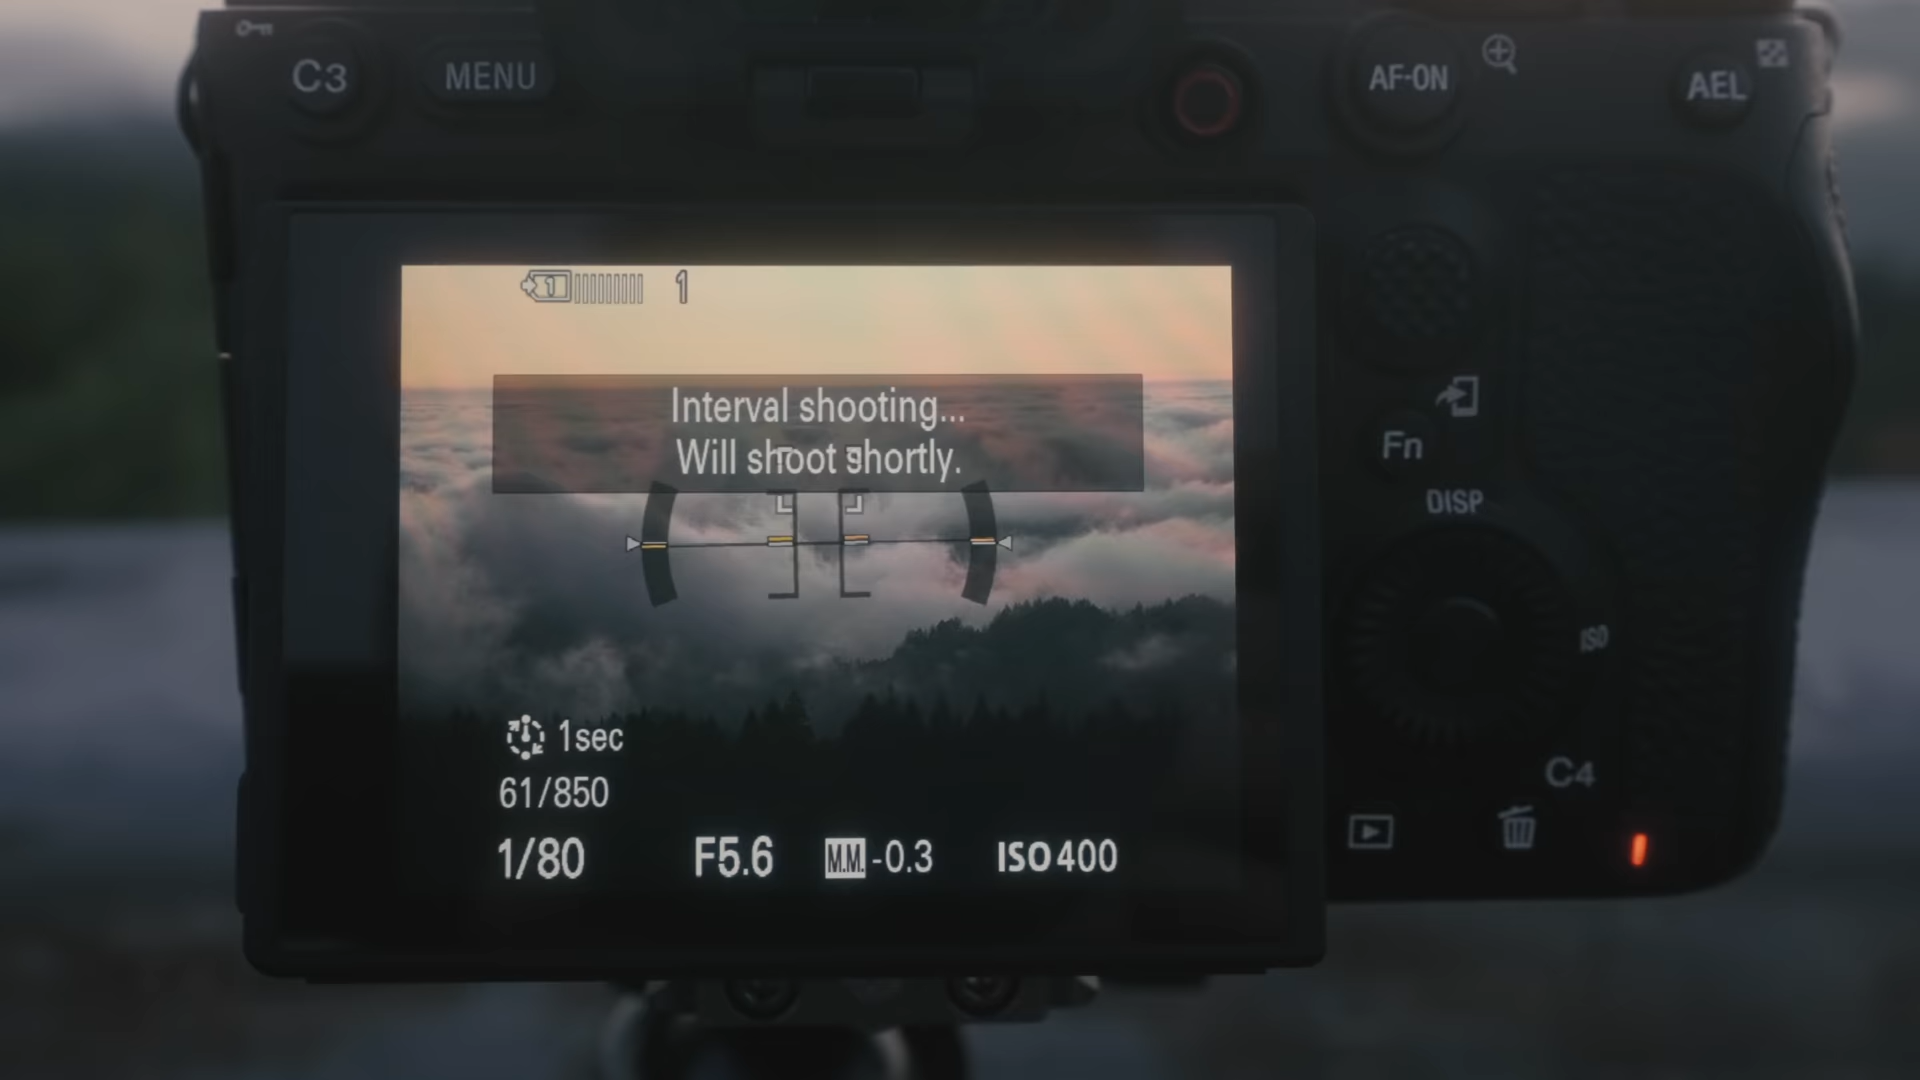 C3
MENU
AF-ON
AEL
1
1
Interval shooting...
Will shoot shortly.
Fn
DISP
ISO
1sec
61/850
C4
1/80
F5.6
M.M. -0.3
ISO 400